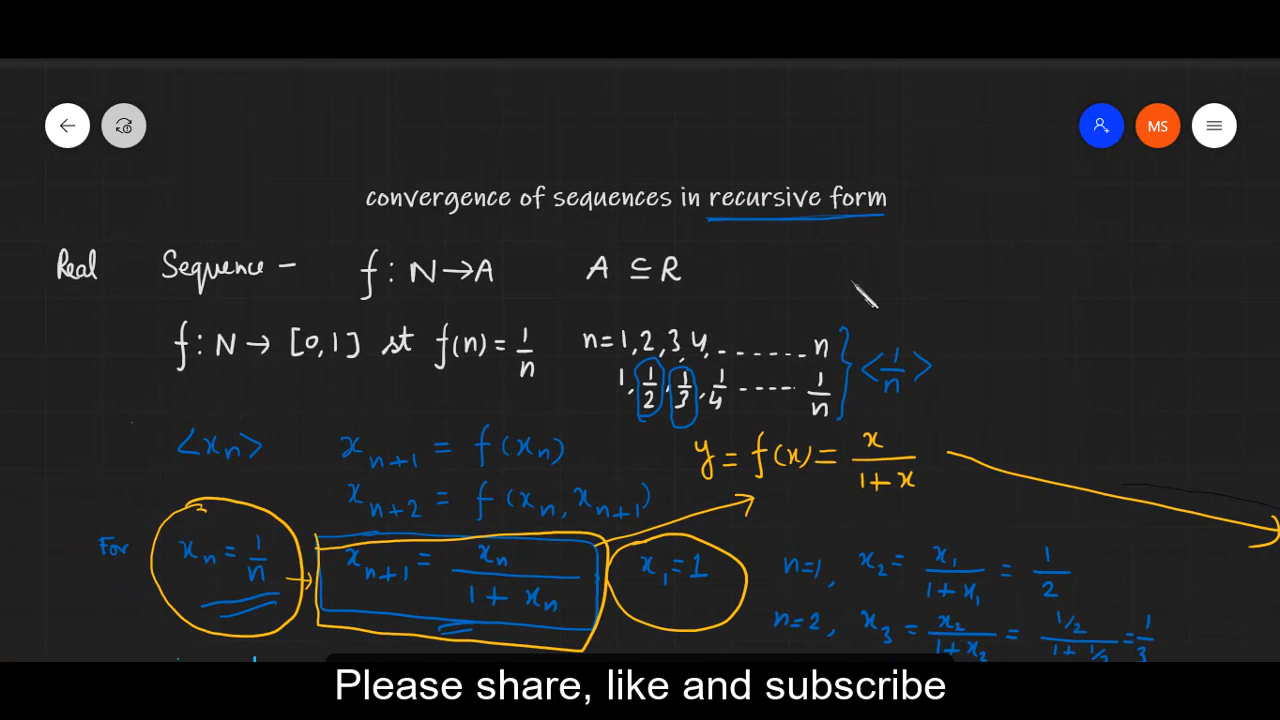 MS
convergence of sequences in recursive form
Real Sequence – f : N → A A ⊆ R
f : N → [0,1] st f(n) = 1/n n = 1, 2, 3, 4, ....... n
1, 1/2, 1/3, 1/4 ..... 1/n } <1/n>
<xₙ> xₙ₊₁ = f(xₙ) y = f(x) = x/(1+x)
xₙ₊₂ = f(xₙ, xₙ₊₁)
For xₙ = 1/n → xₙ₊₁ = xₙ/(1 + xₙ) x₁ = 1 n=1, x₂ = x₁/(1+x₁) = 1/2
n=2, x₃ = x₂/(1+x₂) = (1/2)/(1+1/2) = 1/3
Please share, like and subscribe